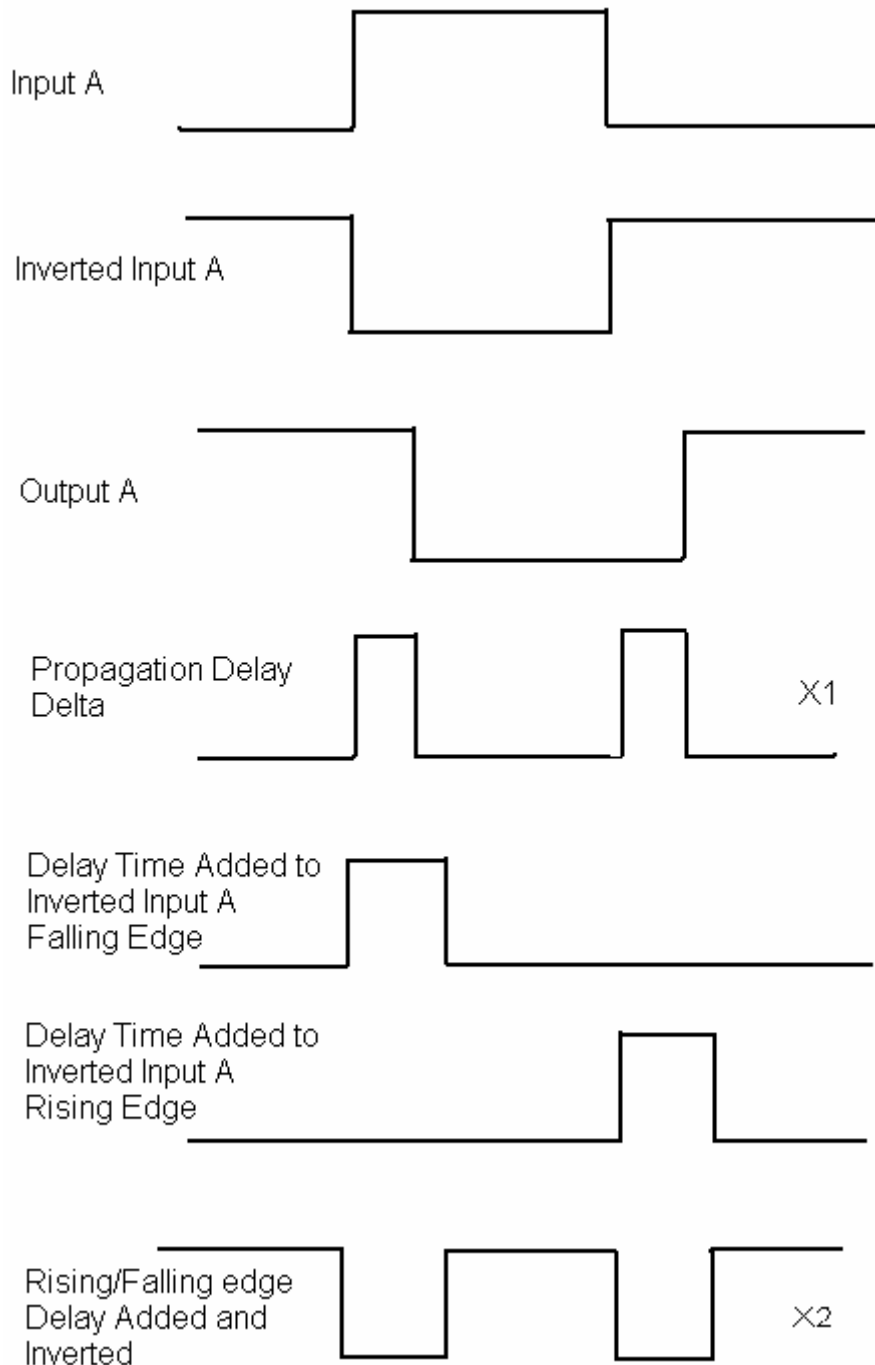 Input A
Inverted Input A
Output A
Propagation Delay
Delta
X1
Delay Time Added to
Inverted Input A
Falling Edge
Delay Time Added to
Inverted Input A
Rising Edge
Rising/Falling edge
Delay Added and
Inverted
X2